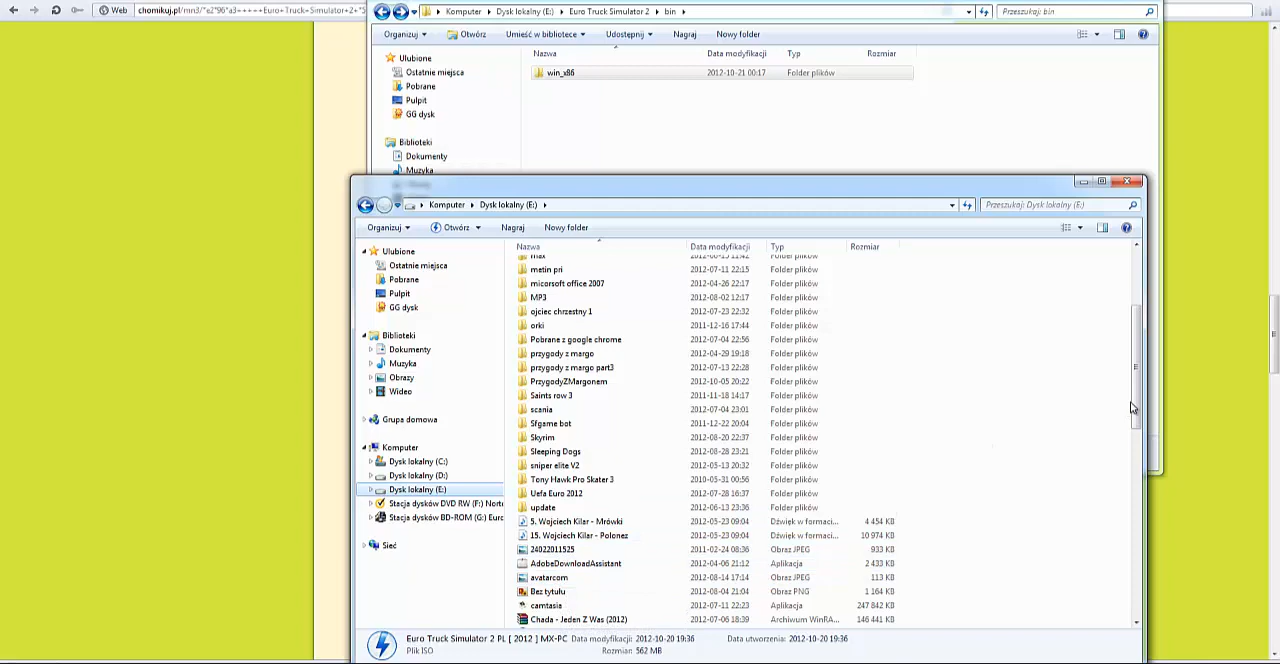 Web chomikuj.pl/mn3/*e2*96*a3+++++Euro+Truck+Simulator+2+*5
Komputer Dysk lokalny (E:) Euro Truck Simulator 2 bin Przeszukaj: bin
Organizuj Otwórz Umieść w bibliotece Udostępnij Nagraj Nowy folder
Nazwa Data modyfikacji Typ Rozmiar
Ulubione
Ostatnie miejsca win_x86 2012-10-21 00:17 Folder plików
Pobrane
Pulpit
GG dysk
Biblioteki
Dokumenty
Muzyka
Komputer Dysk lokalny (E:) Przeszukaj: Dysk lokalny (E:)
Organizuj Otwórz Nagraj Nowy folder
Nazwa Data modyfikacji Typ Rozmiar
Ulubione
Ostatnie miejsca
Pobrane
Pulpit
GG dysk
Biblioteki
Dokumenty
Muzyka
Obrazy
Wideo
Grupa domowa
Komputer
Dysk lokalny (C:)
Dysk lokalny (D:)
Dysk lokalny (E:)
Stacja dysków DVD RW (F:) Norto
Stacja dysków BD-ROM (G:) Euro
Sieć
max Folder plików
metin pri 2012-07-11 22:15 Folder plików
micorsoft office 2007 2012-04-26 22:17 Folder plików
MP3 2012-08-02 12:17 Folder plików
ojciec chrzestny 1 2012-07-23 22:32 Folder plików
orki 2011-12-16 17:44 Folder plików
Pobrane z google chrome 2012-07-04 22:56 Folder plików
przygody z margo 2012-04-29 19:18 Folder plików
przygody z margo part3 2012-07-13 22:28 Folder plików
PrzygodyZMargonem 2012-10-05 20:22 Folder plików
Saints row 3 2011-11-18 14:17 Folder plików
scania 2012-07-04 23:01 Folder plików
Sfgame bot 2011-12-22 20:04 Folder plików
Skyrim 2012-08-20 22:37 Folder plików
Sleeping Dogs 2012-08-28 23:21 Folder plików
sniper elite V2 2012-05-13 20:32 Folder plików
Tony Hawk Pro Skater 3 2010-05-31 00:56 Folder plików
Uefa Euro 2012 2012-07-28 16:37 Folder plików
update 2012-06-13 23:36 Folder plików
5. Wojciech Kilar - Mrówki 2012-05-23 09:04 Dźwięk w formaci... 4 454 KB
15. Wojciech Kilar - Polonez 2012-05-23 09:04 Dźwięk w formaci... 10 974 KB
24022011525 2011-02-24 08:36 Obraz JPEG 933 KB
AdobeDownloadAssistant 2012-04-06 21:12 Aplikacja 2 433 KB
avatarcom 2012-08-14 17:14 Obraz JPEG 113 KB
Bez tytułu 2012-08-04 21:04 Obraz PNG 1 164 KB
camtasia 2012-07-11 22:23 Aplikacja 247 842 KB
Chada - Jeden Z Was (2012) 2012-07-06 18:39 Archiwum WinRA... 146 441 KB
Euro Truck Simulator 2 PL [ 2012 ] MX-PC Data modyfikacji: 2012-10-20 19:36 Data utworzenia: 2012-10-20 19:36
Plik ISO Rozmiar: 562 MB